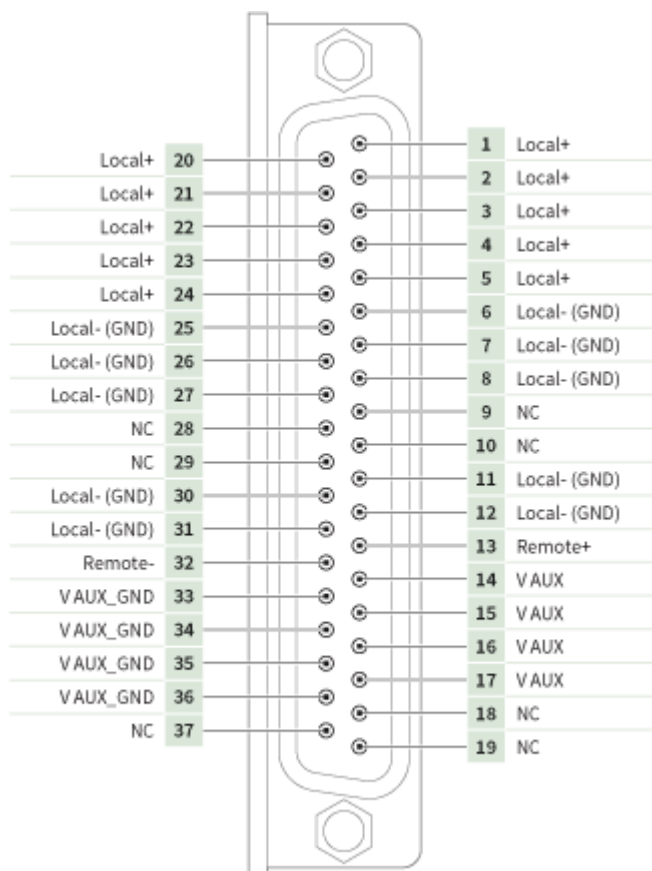 20 Local+
21 Local+
22 Local+
23 Local+
24 Local+
25 Local- (GND)
26 Local- (GND)
27 Local- (GND)
28 NC
29 NC
30 Local- (GND)
31 Local- (GND)
32 Remote-
33 VAUX_GND
34 VAUX_GND
35 VAUX_GND
36 VAUX_GND
37 NC
1 Local+
2 Local+
3 Local+
4 Local+
5 Local+
6 Local- (GND)
7 Local- (GND)
8 Local- (GND)
9 NC
10 NC
11 Local- (GND)
12 Local- (GND)
13 Remote+
14 VAUX
15 VAUX
16 VAUX
17 VAUX
18 NC
19 NC